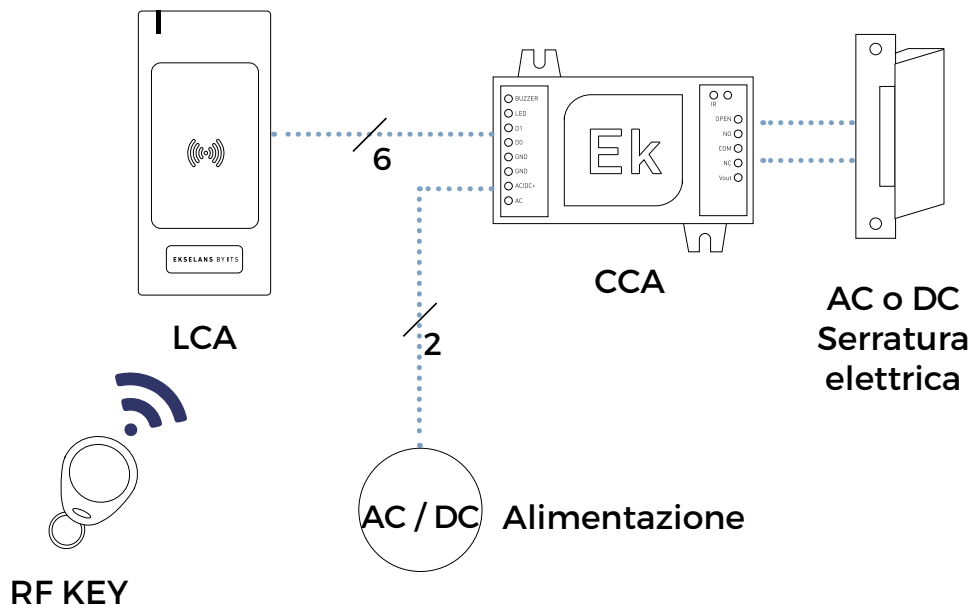 BUZZER
LED
D1
D0
GND
GND
AC|DC+
AC
Ek
IR
OPEN
NO
COM
NC
Vout
6
2
EKSELANS BY ITS
LCA
CCA
AC o DC
Serratura
elettrica
AC / DC
Alimentazione
RF KEY